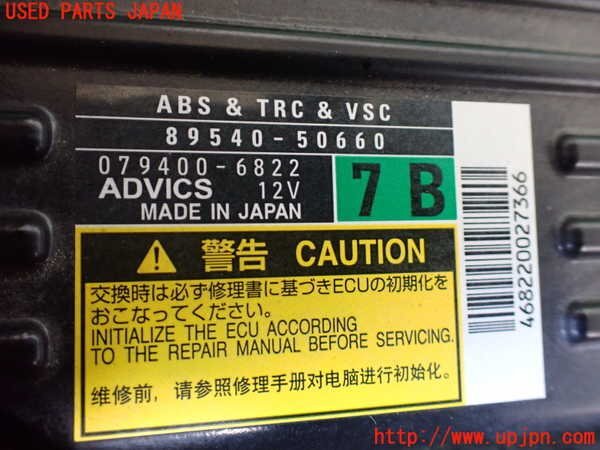 USED PARTS JAPAN
ABS & TRC & VSC
89540-50660
079400-6822
ADVICS 12V
MADE IN JAPAN
7B
468220027366
警告 CAUTION
交換時は必ず修理書に基づきECUの初期化を
おこなってください。
INITIALIZE THE ECU ACCORDING
TO THE REPAIR MANUAL BEFORE SERVICING.
维修前，请参照修理手册对电脑进行初始化。
http://www.upjpn.com/